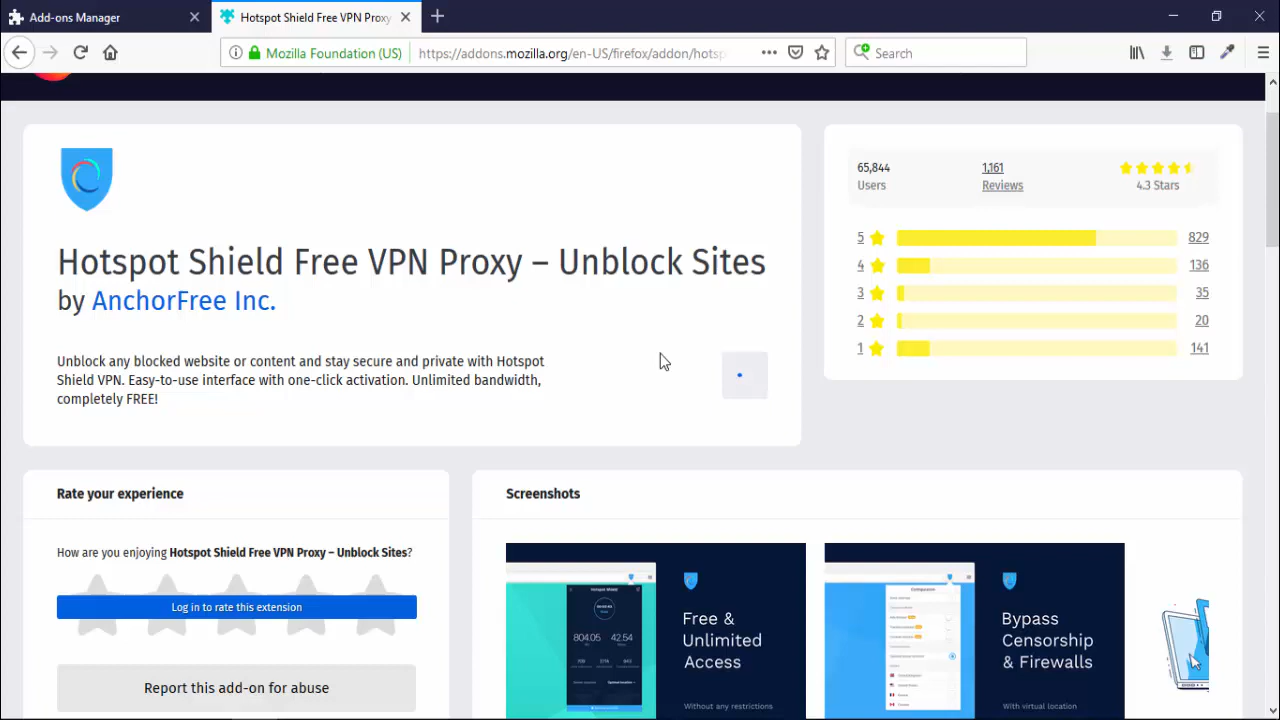 Add-ons Manager
Hotspot Shield Free VPN Proxy
Mozilla Foundation (US)
https://addons.mozilla.org/en-US/firefox/addon/hotsp
Search
Hotspot Shield Free VPN Proxy – Unblock Sites
by AnchorFree Inc.
Unblock any blocked website or content and stay secure and private with Hotspot
Shield VPN. Easy-to-use interface with one-click activation. Unlimited bandwidth,
completely FREE!
65,844
Users
1,161
Reviews
4.3 Stars
5 829
4 136
3 35
2 20
1 141
Rate your experience
How are you enjoying Hotspot Shield Free VPN Proxy – Unblock Sites?
Log in to rate this extension
Report this add-on for abuse
Screenshots
Hotspot Shield
804.05 42.54
Free &
Unlimited
Access
Without any restrictions
Bypass
Censorship
& Firewalls
With virtual location